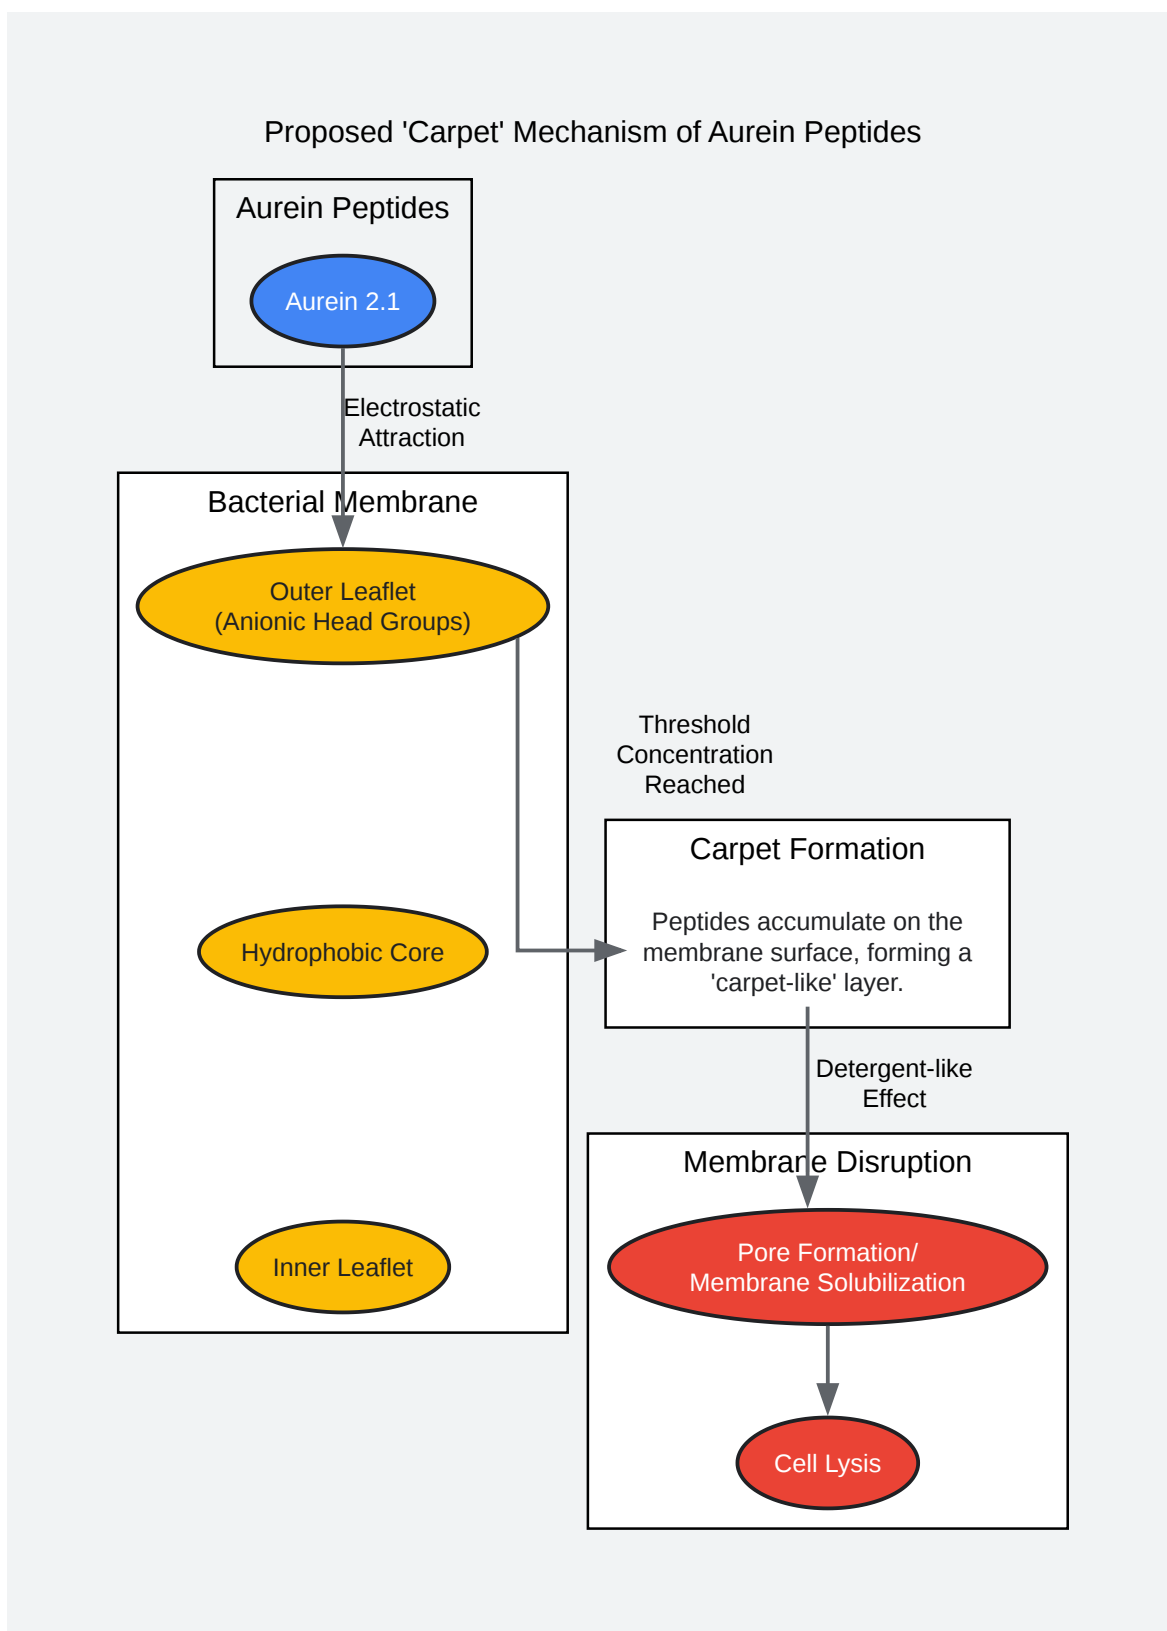 Proposed 'Carpet' Mechanism of Aurein Peptides
Aurein Peptides
Aurein 2.1
Electrostatic
Attraction
Bacterial Membrane
Outer Leaflet
(Anionic Head Groups)
Threshold
Concentration
Reached
Carpet Formation
Peptides accumulate on the
membrane surface, forming a
'carpet-like' layer.
Hydrophobic Core
Detergent-like
Effect
Membrane Disruption
Pore Formation/
Membrane Solubilization
Inner Leaflet
Cell Lysis